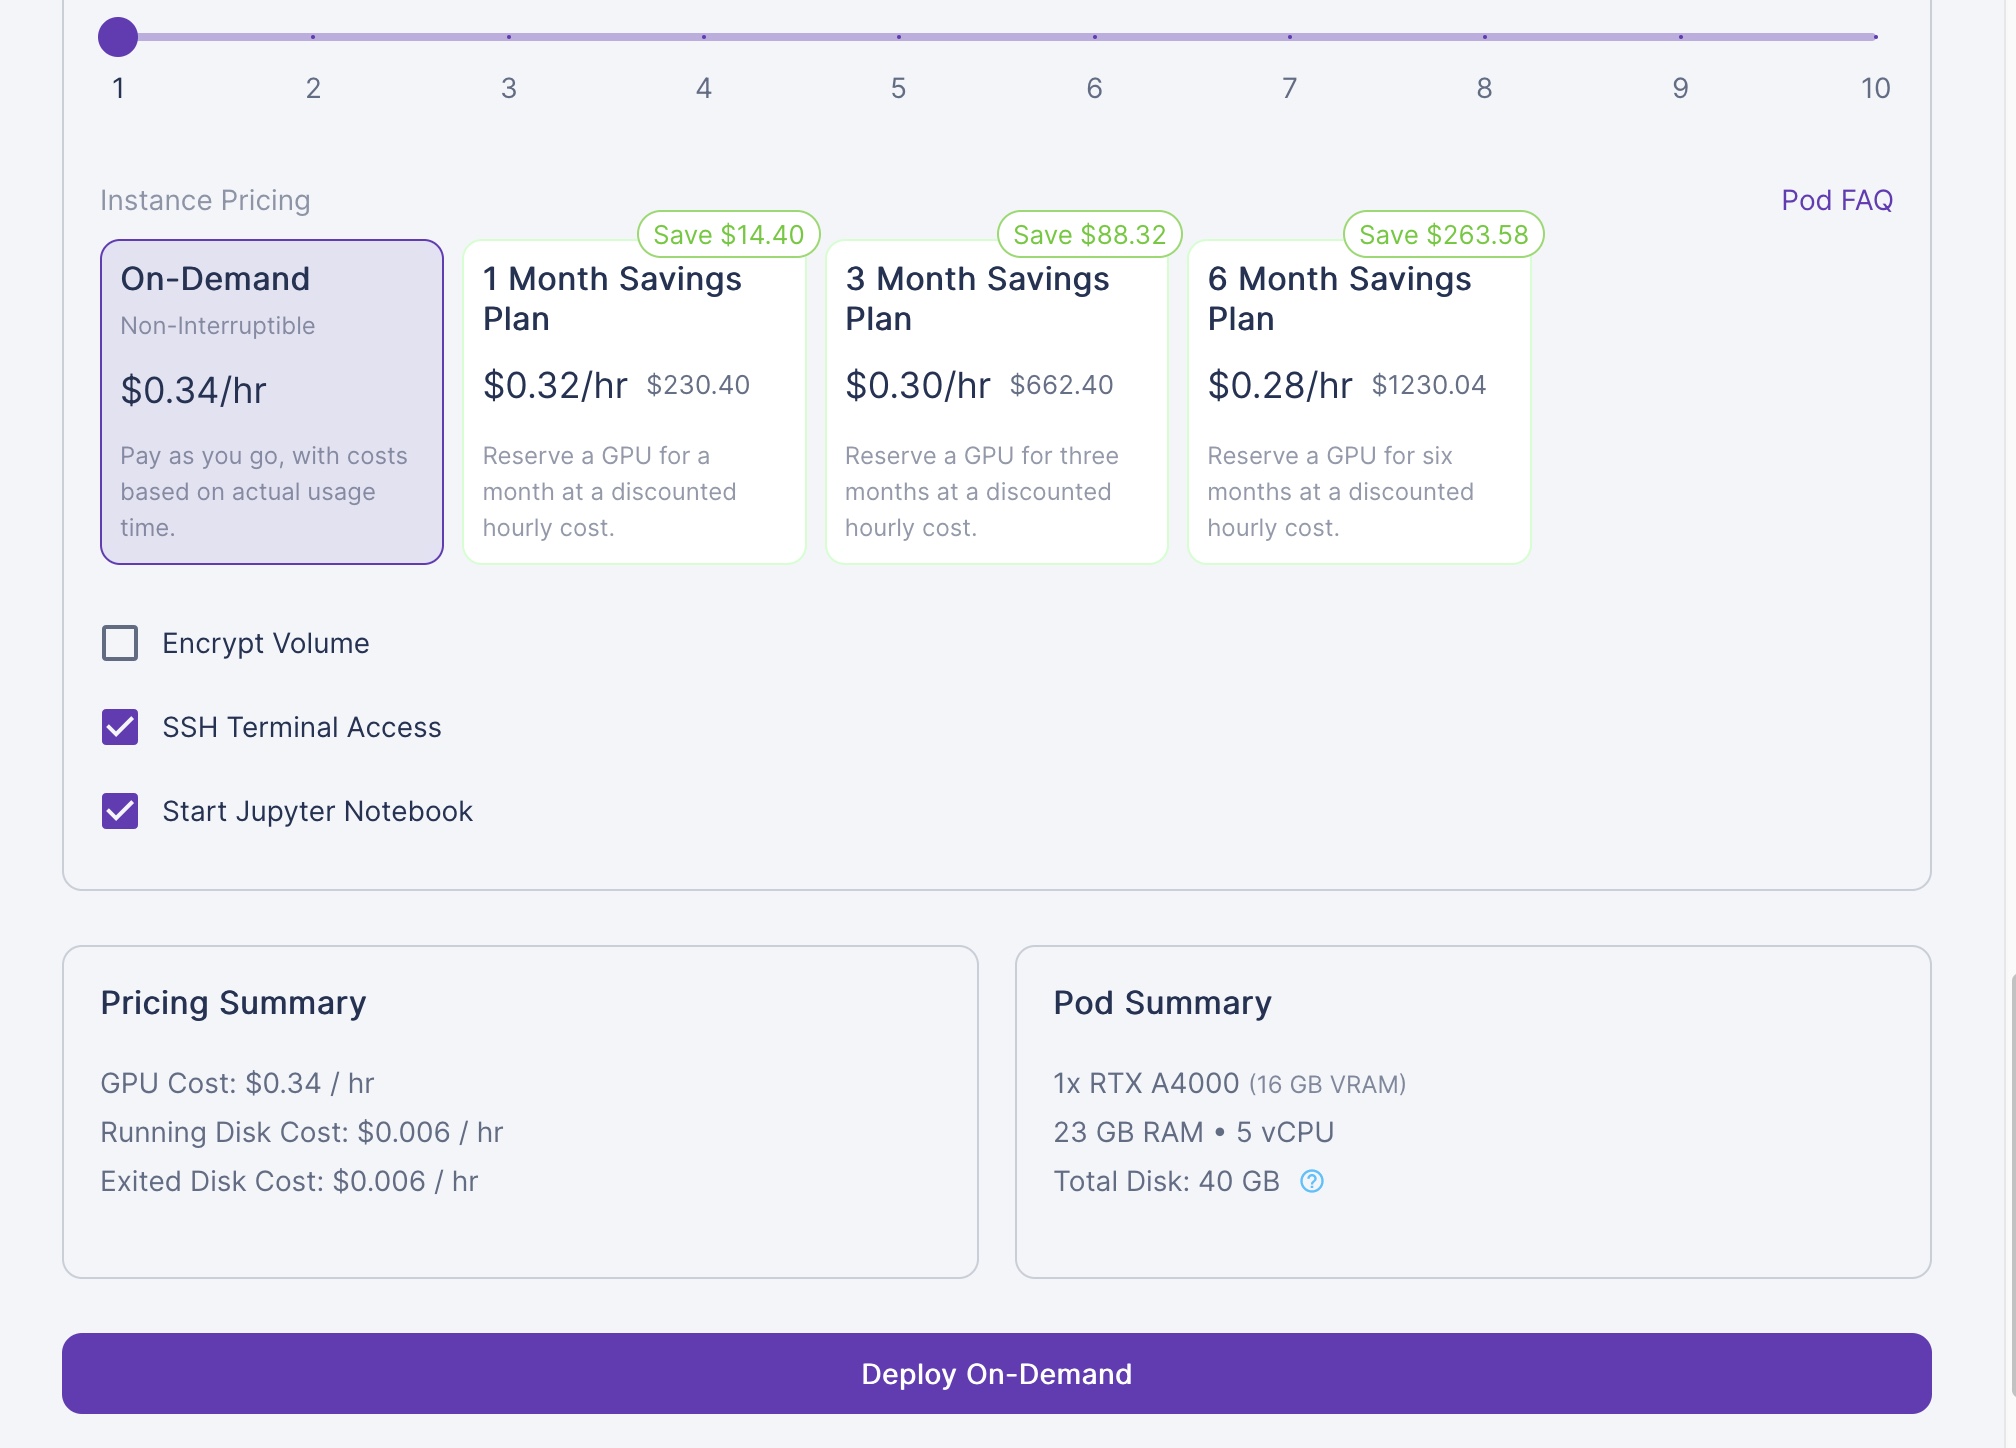 1 2 3 4 5 6 7 8 9 10
Instance Pricing
Pod FAQ
On-Demand
Non-Interruptible
$0.34/hr
Pay as you go, with costs
based on actual usage
time.
Save $14.40
1 Month Savings
Plan
$0.32/hr $230.40
Reserve a GPU for a
month at a discounted
hourly cost.
Save $88.32
3 Month Savings
Plan
$0.30/hr $662.40
Reserve a GPU for three
months at a discounted
hourly cost.
Save $263.58
6 Month Savings
Plan
$0.28/hr $1230.04
Reserve a GPU for six
months at a discounted
hourly cost.
Encrypt Volume
SSH Terminal Access
Start Jupyter Notebook
Pricing Summary
GPU Cost: $0.34 / hr
Running Disk Cost: $0.006 / hr
Exited Disk Cost: $0.006 / hr
Pod Summary
1x RTX A4000 (16 GB VRAM)
23 GB RAM • 5 vCPU
Total Disk: 40 GB ?
Deploy On-Demand